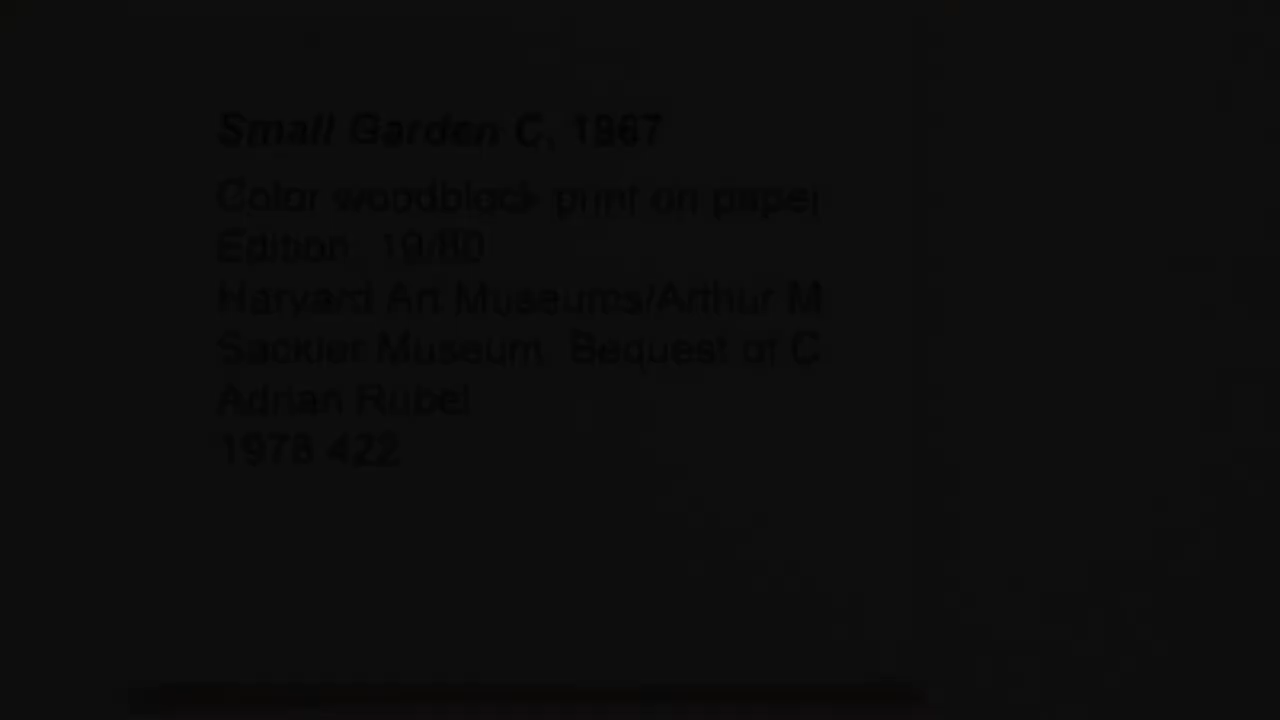 Small Garden C, 1967
Color woodblock print on paper
Edition: 19/80
Harvard Art Museums/Arthur M.
Sackler Museum, Bequest of C.
Adrian Rübel
1978.422